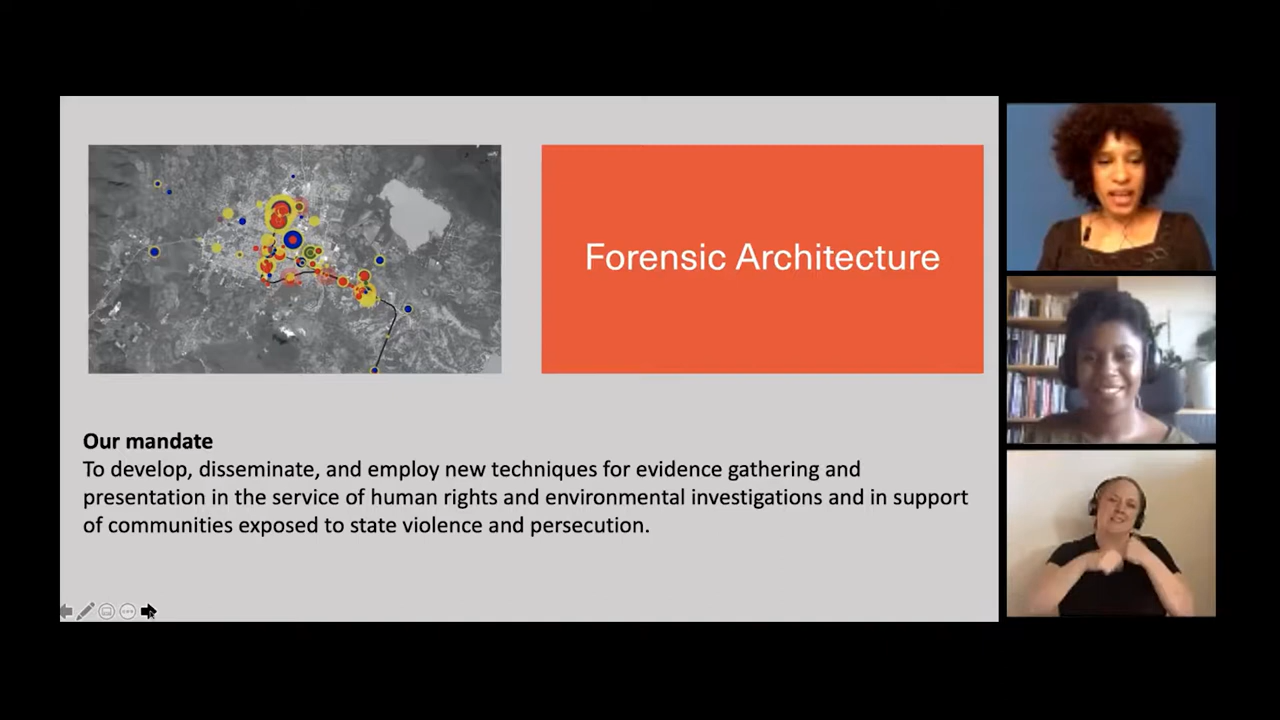 Forensic Architecture
Our mandate
To develop, disseminate, and employ new techniques for evidence gathering and
presentation in the service of human rights and environmental investigations and in support
of communities exposed to state violence and persecution.